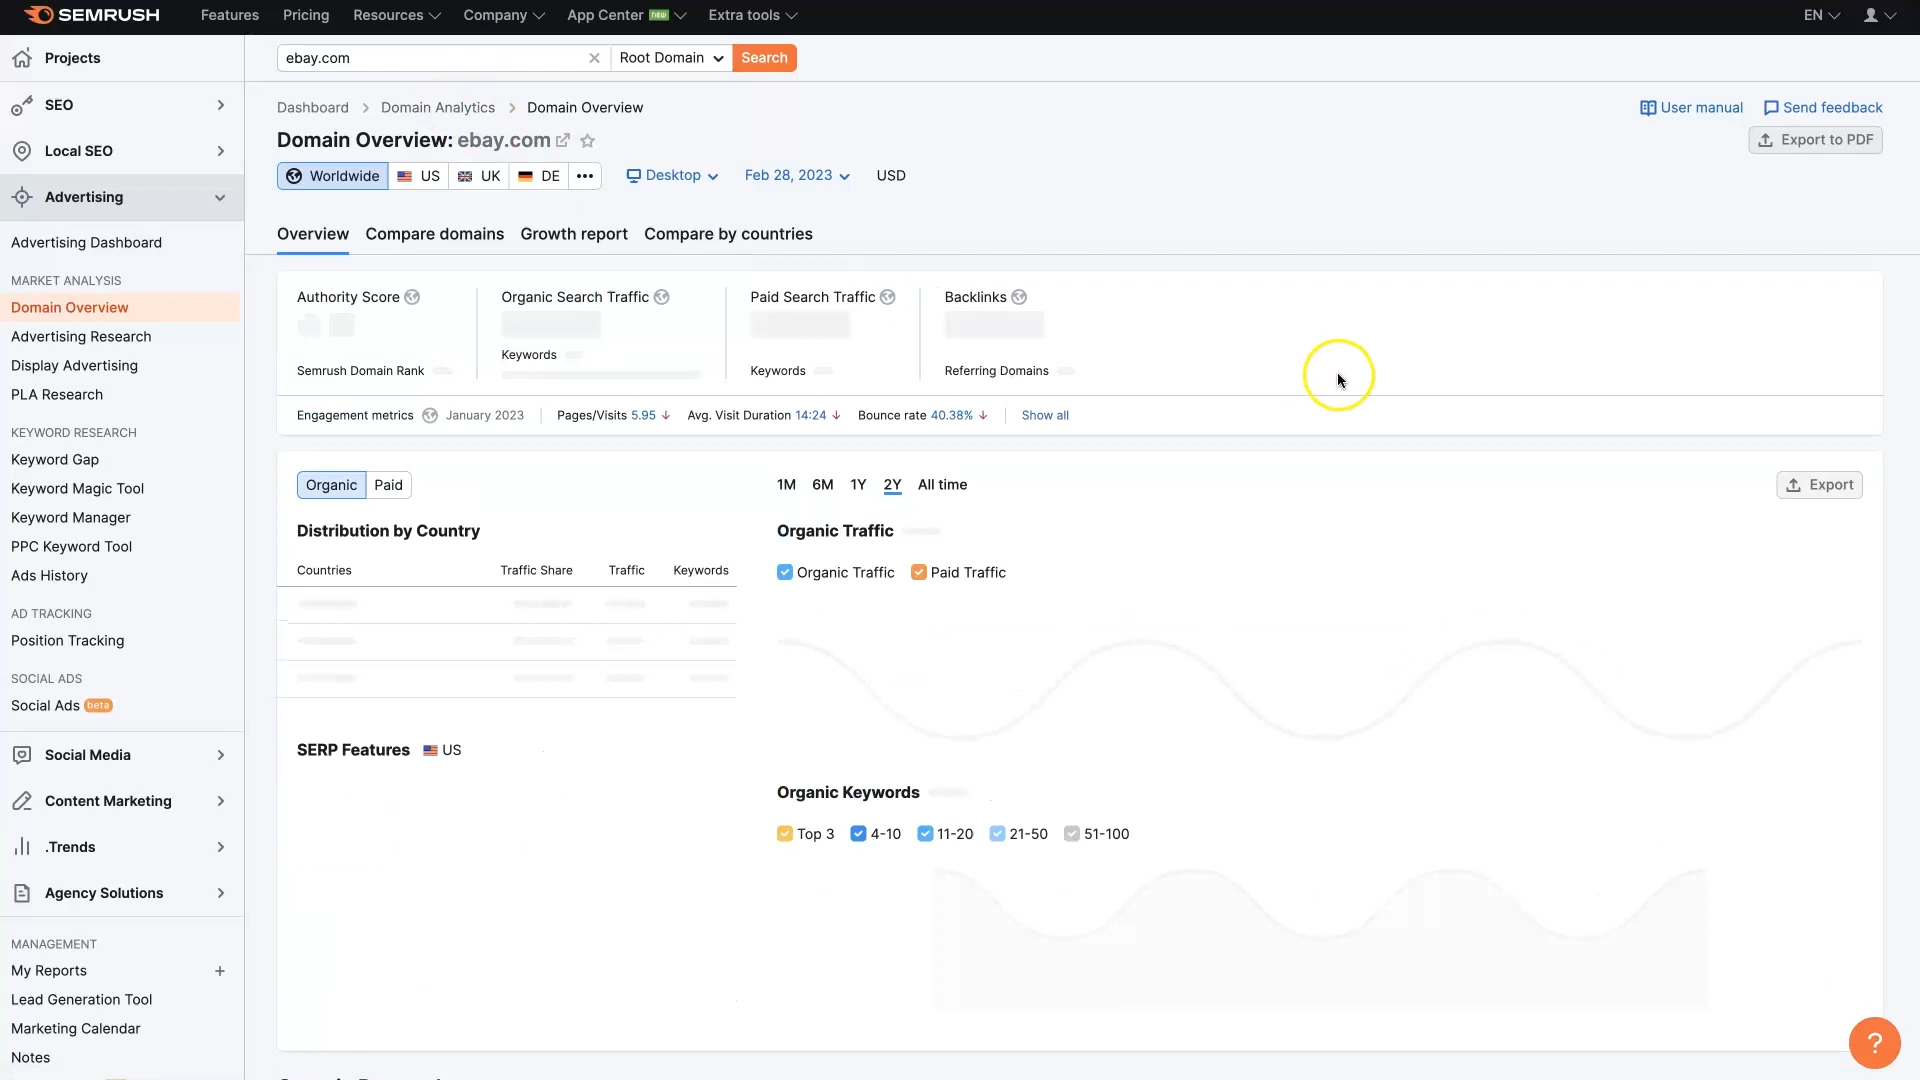 SEMRUSH Features Pricing Resources Company App Center new Extra tools EN
Projects
ebay.com Root Domain Search
SEO
Local SEO
Advertising
Advertising Dashboard
MARKET ANALYSIS
Domain Overview
Advertising Research
Display Advertising
PLA Research
KEYWORD RESEARCH
Keyword Gap
Keyword Magic Tool
Keyword Manager
PPC Keyword Tool
Ads History
AD TRACKING
Position Tracking
SOCIAL ADS
Social Ads beta
Social Media
Content Marketing
.Trends
Agency Solutions
MANAGEMENT
My Reports +
Lead Generation Tool
Marketing Calendar
Notes
Dashboard > Domain Analytics > Domain Overview
User manual Send feedback
Domain Overview: ebay.com
Export to PDF
Worldwide US UK DE ••• Desktop Feb 28, 2023 USD
Overview Compare domains Growth report Compare by countries
Authority Score Organic Search Traffic Paid Search Traffic Backlinks
Keywords
Semrush Domain Rank Keywords Referring Domains
Engagement metrics January 2023 Pages/Visits 5.95 ↓ Avg. Visit Duration 14:24 ↓ Bounce rate 40.38% ↓ Show all
Organic Paid 1M 6M 1Y 2Y All time Export
Distribution by Country
Countries Traffic Share Traffic Keywords
SERP Features US
Organic Traffic
Organic Traffic Paid Traffic
Organic Keywords
Top 3 4-10 11-20 21-50 51-100
?